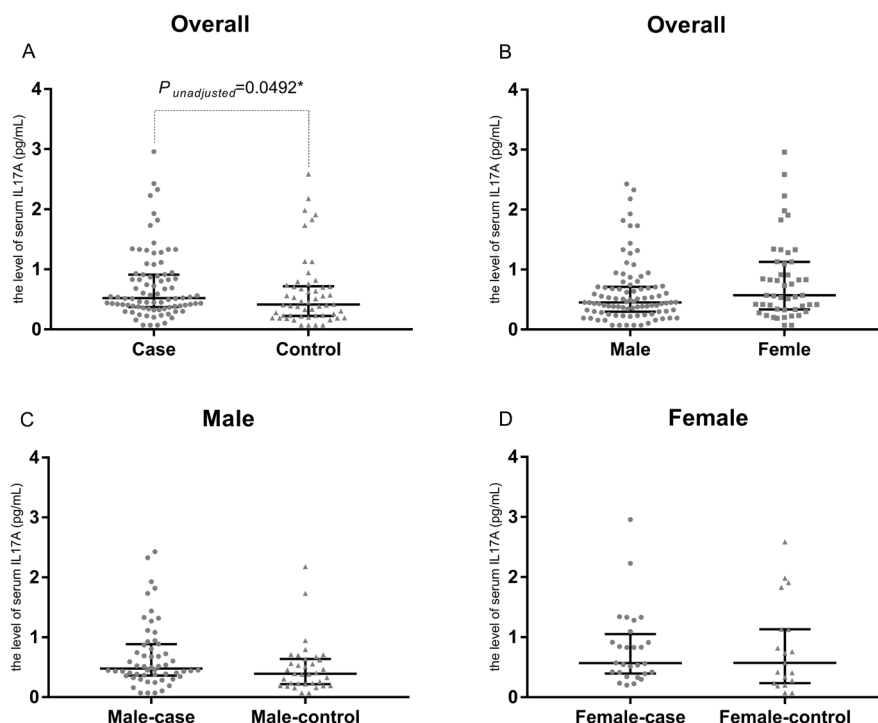 Overall
A
P unadjusted=0.0492*
the level of serum IL17A (pg/mL)
4
3
2
1
0
Case Control
Overall
B
the level of serum IL17A (pg/mL)
4
3
2
1
0
Male Femle
Male
C
the level of serum IL17A (pg/mL)
4
3
2
1
0
Male-case Male-control
Female
D
the level of serum IL17A (pg/mL)
4
3
2
1
0
Female-case Female-control